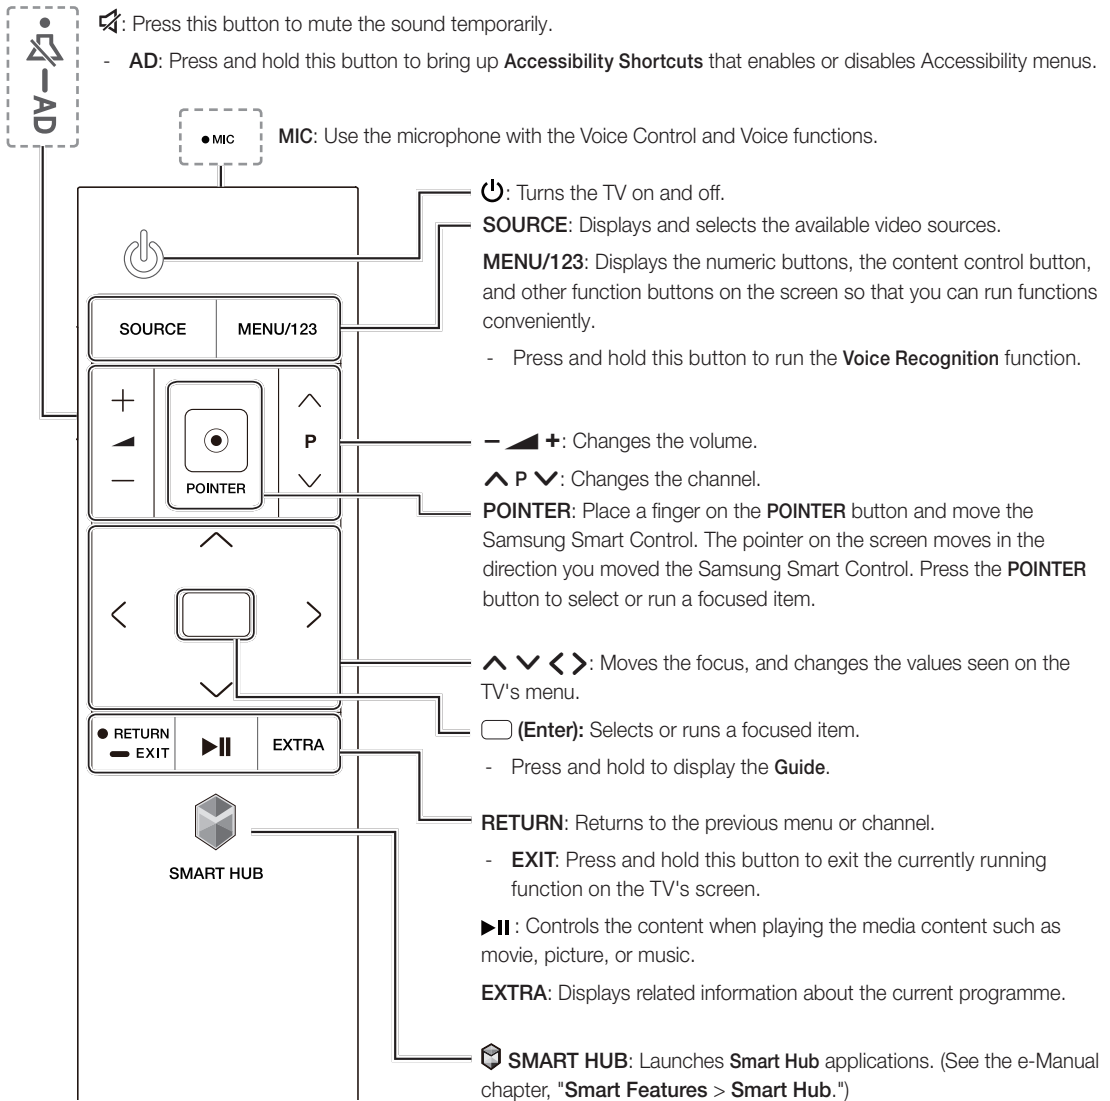 : Press this button to mute the sound temporarily.
AD
- AD: Press and hold this button to bring up Accessibility Shortcuts that enables or disables Accessibility menus.
MIC
MIC: Use the microphone with the Voice Control and Voice functions.
: Turns the TV on and off.
SOURCE: Displays and selects the available video sources.
MENU/123: Displays the numeric buttons, the content control button,
and other function buttons on the screen so that you can run functions
conveniently.
- Press and hold this button to run the Voice Recognition function.
SOURCE
MENU/123
+
−
P
POINTER
− +: Changes the volume.
P : Changes the channel.
POINTER: Place a finger on the POINTER button and move the
Samsung Smart Control. The pointer on the screen moves in the
direction you moved the Samsung Smart Control. Press the POINTER
button to select or run a focused item.
: Moves the focus, and changes the values seen on the
TV's menu.
(Enter): Selects or runs a focused item.
- Press and hold to display the Guide.
RETURN
EXIT
EXTRA
RETURN: Returns to the previous menu or channel.
- EXIT: Press and hold this button to exit the currently running
function on the TV's screen.
: Controls the content when playing the media content such as
movie, picture, or music.
EXTRA: Displays related information about the current programme.
SMART HUB
SMART HUB: Launches Smart Hub applications. (See the e-Manual
chapter, "Smart Features > Smart Hub.")